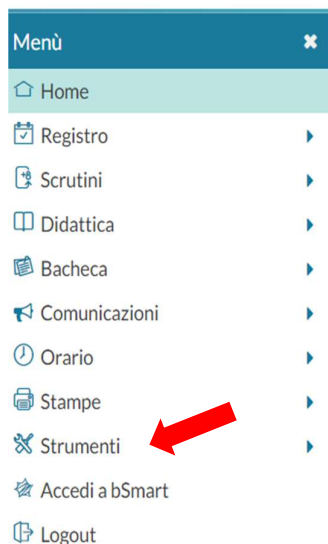 Menù
Home
Registro
Scrutini
Didattica
Bacheca
Comunicazioni
Orario
Stampe
Strumenti
Accedi a bSmart
Logout